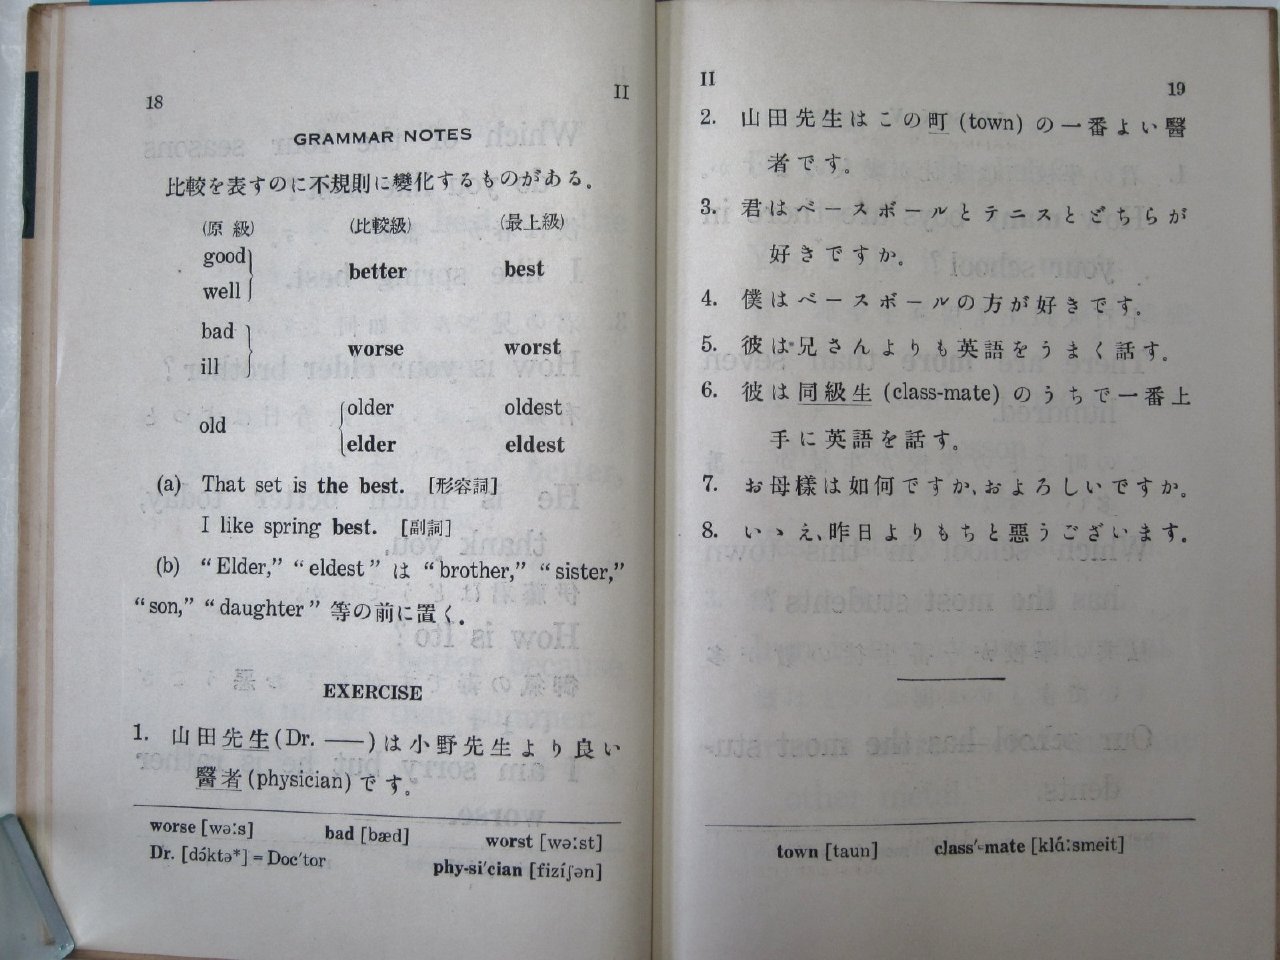 18
II
GRAMMAR NOTES
比較を表すのに不規則に變化するものがある。
(原 級) (比較級) (最上級)
good
better best
well
bad
worse worst
ill
older oldest
old
elder eldest
(a) That set is the best. [形容詞]
I like spring best. [副詞]
(b) “Elder,” “eldest” は “brother,” “sister,”
“son,” “daughter” 等の前に置く.
EXERCISE
1. 山田先生(Dr. ——)は小野先生より良い
醫者(physician)です。
worse [wəːs] bad [bæd] worst [wəːst]
Dr. [dɔ́ktə*] = Doc′tor
phy-si′cian [fizíʃən]
II
19
2. 山田先生はこの町 (town) の一番よい醫
者です。
3. 君はベースボールとテニスとどちらが
好きですか。
4. 僕はベースボールの方が好きです。
5. 彼は兄さんよりも英語をうまく話す。
6. 彼は同級生 (class-mate) のうちで一番上
手に英語を話す。
7. お母樣は如何ですか、およろしいですか。
8. いゝえ、昨日よりもちと悪うございます。
town [taun] class′-mate [klɑ́ːsmeit]